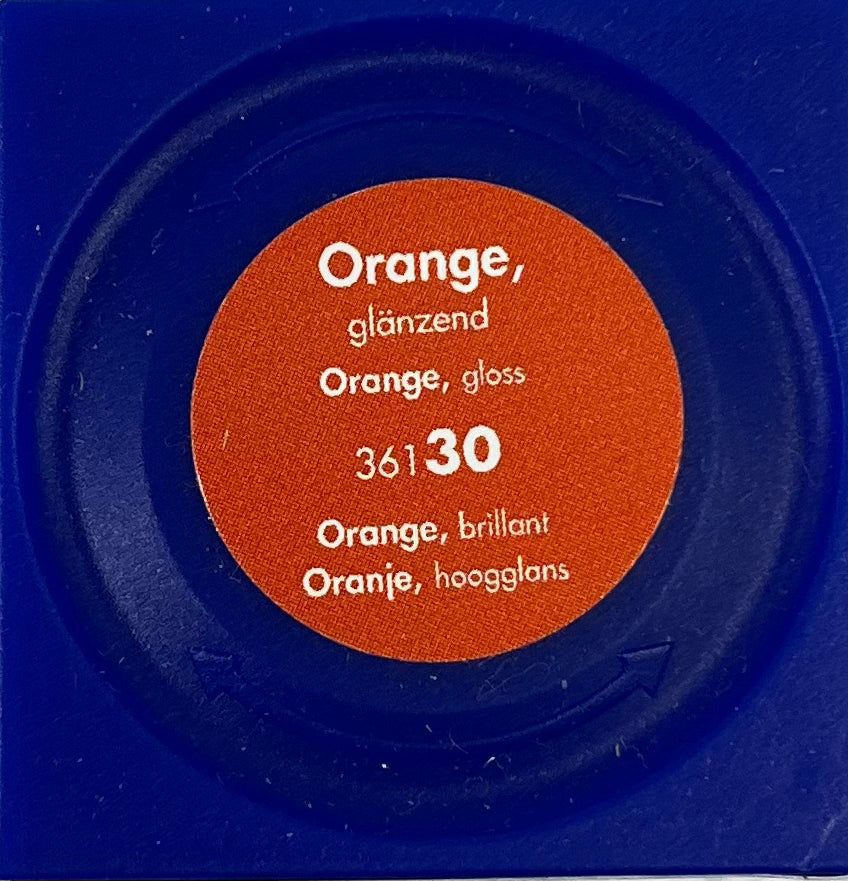 Orange,
glänzend
Orange, gloss
36130
Orange, brillant
Oranje, hoogglans